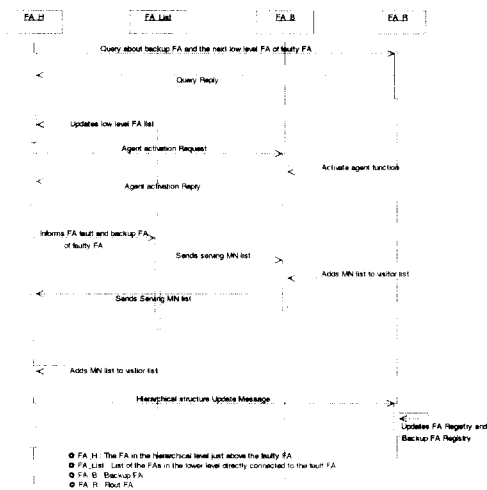 FA_H FA_List FA_B FA_R
Query about backup FA and the next low level FA of faulty FA
Query Reply
Updates low level FA list
Agent activation Request
Activate agent function
Agent activation Reply
Informs FA fault and backup FA
of faulty FA
Sends serving MN list
Adds MN list to visitor list
Sends Serving MN list
Adds MN list to visitor list
Hierarchical structure Update Message
Updates FA Regetry and
Backup FA Registry
FA_H : The FA in the hierarchical level just above the faulty FA
FA_List : List of the FAs in the lower level directly connected to the fault FA
FA_B : Backup FA
FA_R : Root FA